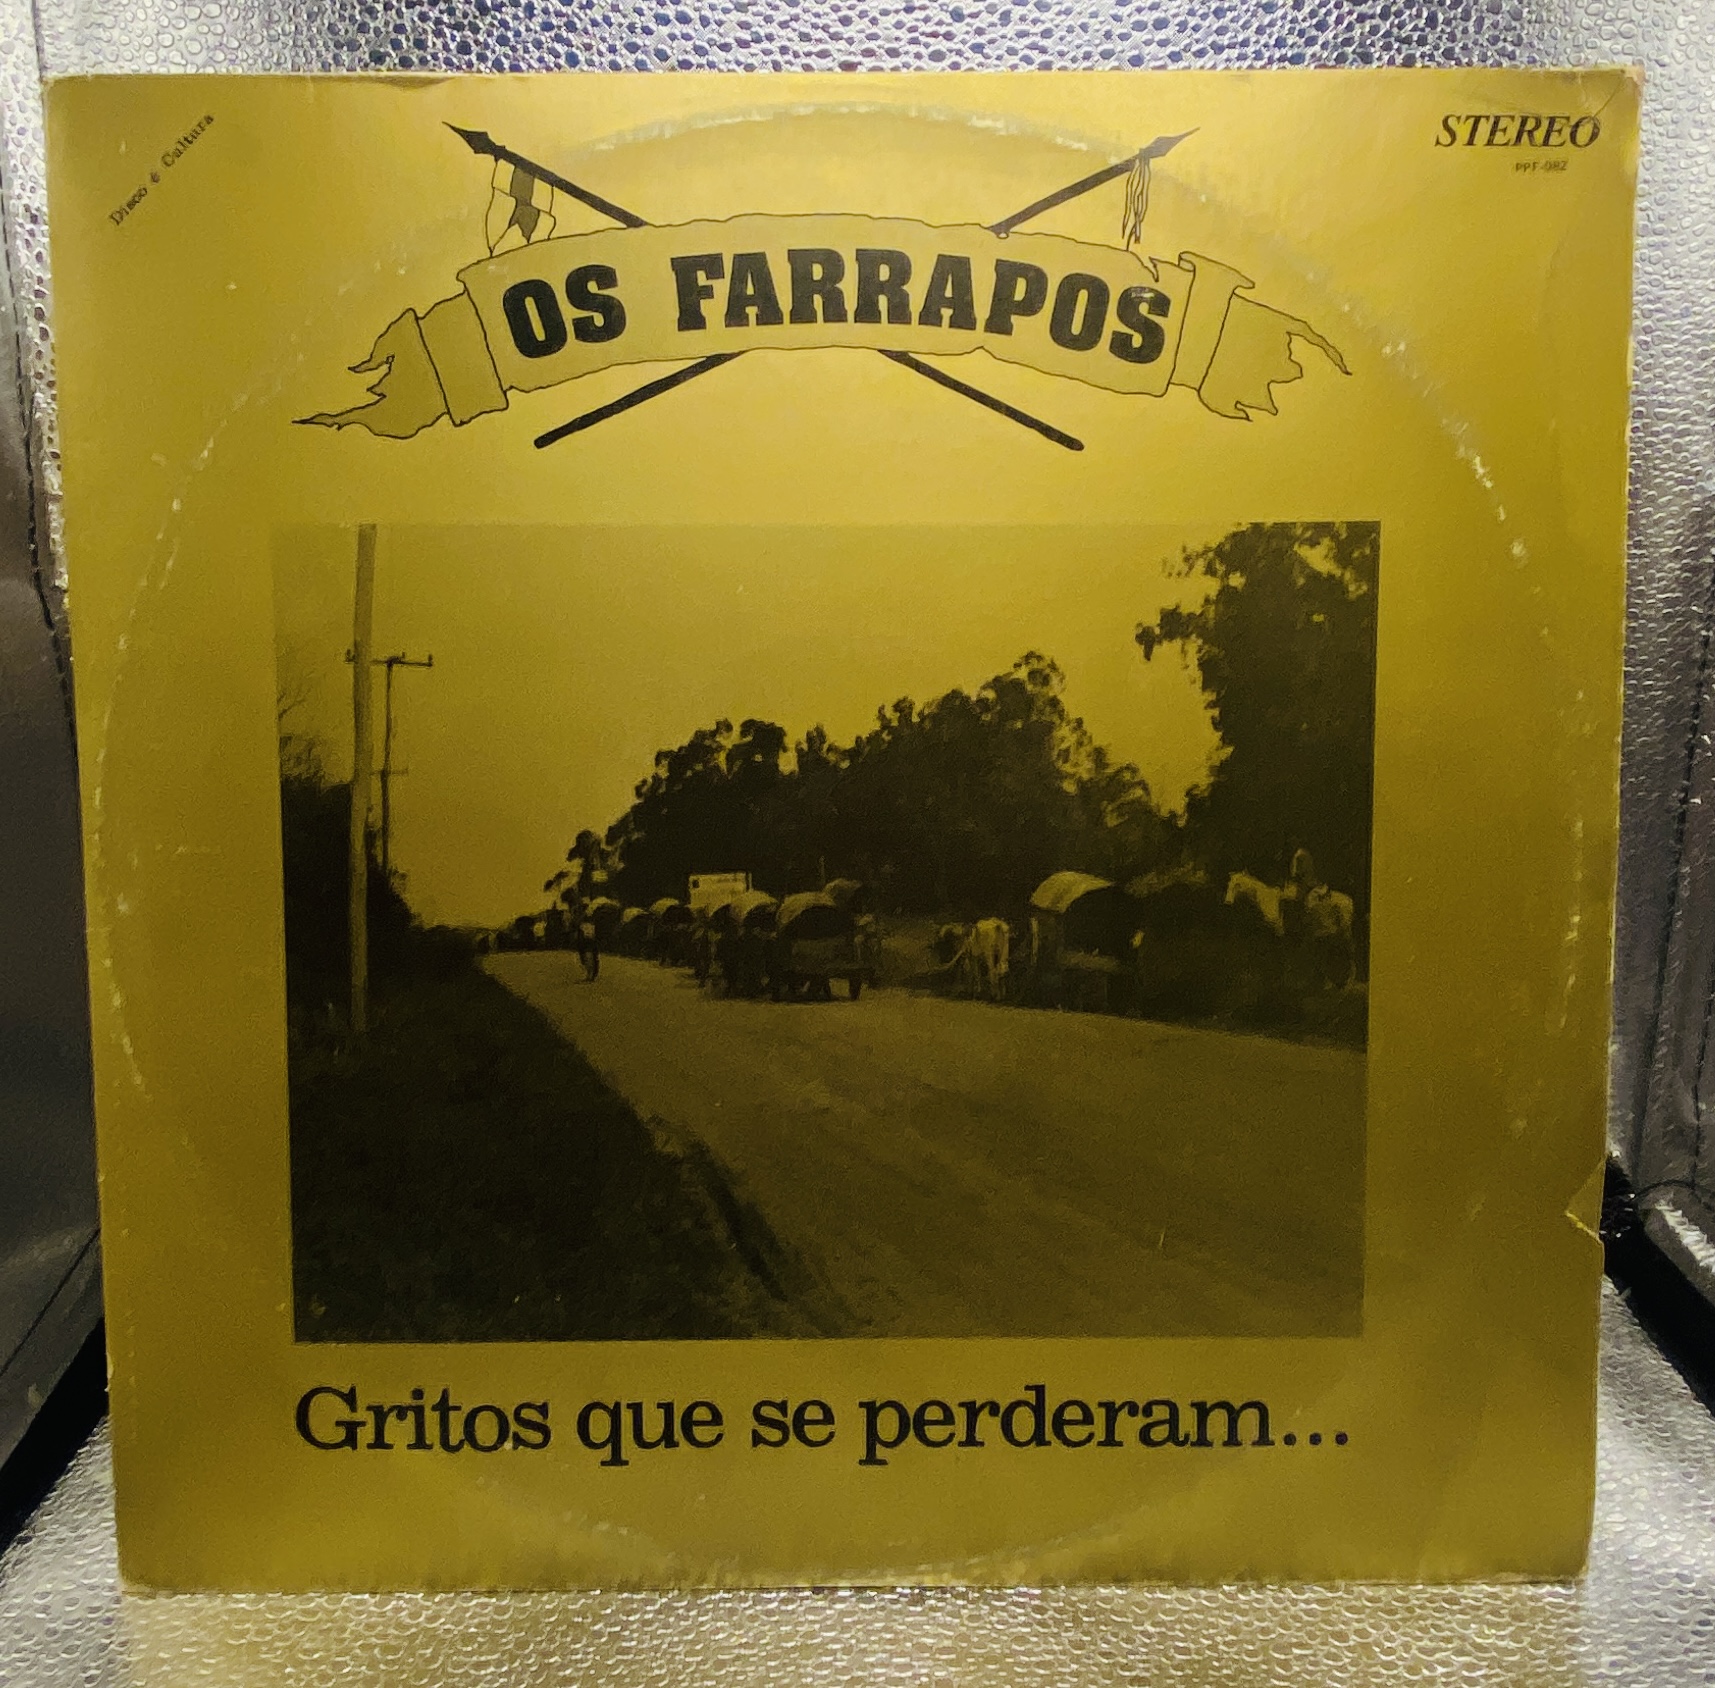 Disco é Cultura
STEREO
PPF-082
OS FARRAPOS
Gritos que se perderam...